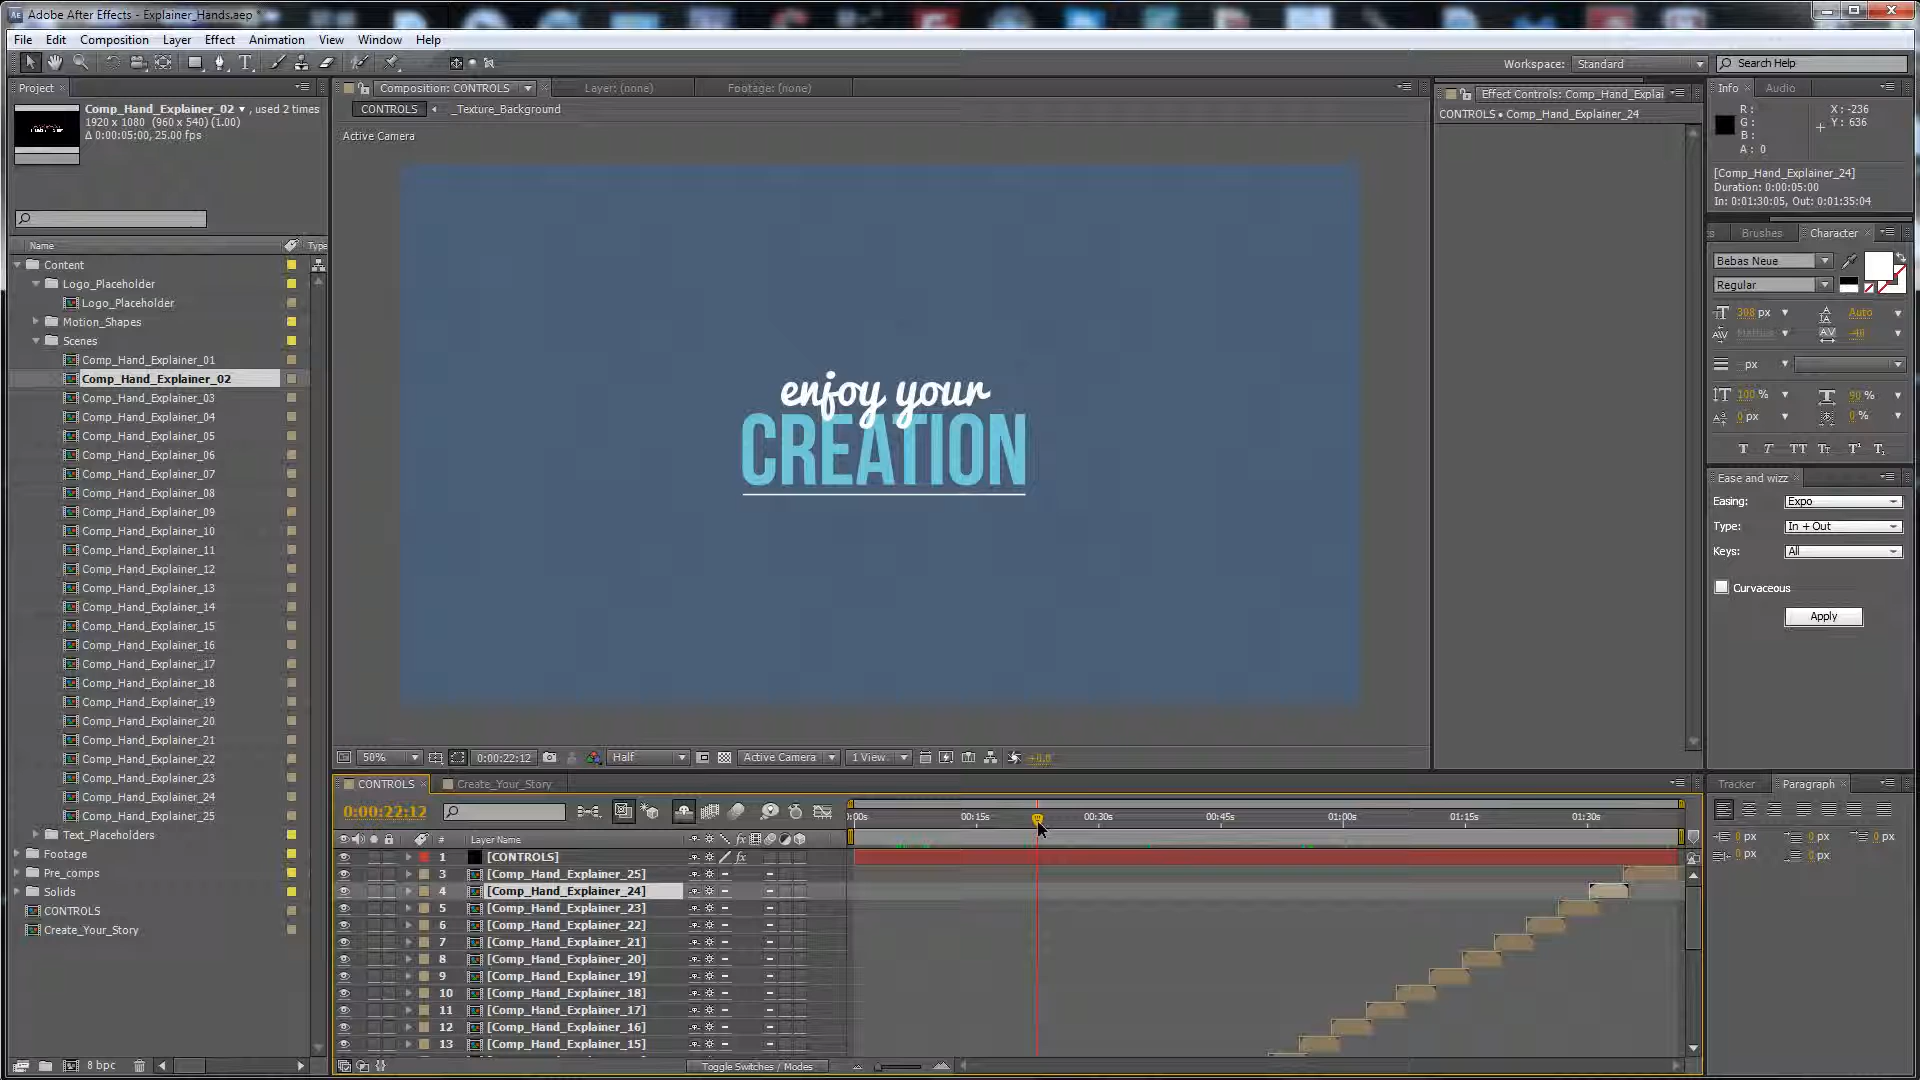 Adobe After Effects - Explainer_Hands.aep *
File Edit Composition Layer Effect Animation View Window Help
Workspace: Standard Search Help
Project
Comp_Hand_Explainer_02 , used 2 times
1920 x 1080 (960 x 540) (1.00)
Δ 0:00:05:00, 25.00 fps
Name Type
Content
Logo_Placeholder
Logo_Placeholder
Motion_Shapes
Scenes
Comp_Hand_Explainer_01
Comp_Hand_Explainer_02
Comp_Hand_Explainer_03
Comp_Hand_Explainer_04
Comp_Hand_Explainer_05
Comp_Hand_Explainer_06
Comp_Hand_Explainer_07
Comp_Hand_Explainer_08
Comp_Hand_Explainer_09
Comp_Hand_Explainer_10
Comp_Hand_Explainer_11
Comp_Hand_Explainer_12
Comp_Hand_Explainer_13
Comp_Hand_Explainer_14
Comp_Hand_Explainer_15
Comp_Hand_Explainer_16
Comp_Hand_Explainer_17
Comp_Hand_Explainer_18
Comp_Hand_Explainer_19
Comp_Hand_Explainer_20
Comp_Hand_Explainer_21
Comp_Hand_Explainer_22
Comp_Hand_Explainer_23
Comp_Hand_Explainer_24
Comp_Hand_Explainer_25
Text_Placeholders
Footage
Pre_comps
Solids
CONTROLS
Create_Your_Story
8 bpc
Composition: CONTROLS Layer: (none) Footage: (none)
CONTROLS _Texture_Background
Active Camera
enjoy your
CREATION
50% 0:00:22:12 Half Active Camera 1 View +0.0
Effect Controls: Comp_Hand_Explai
CONTROLS • Comp_Hand_Explainer_24
Info Audio
R: X: -236
G: Y: 636
B:
A: 0
[Comp_Hand_Explainer_24]
Duration: 0:00:05:00
In: 0:01:30:05, Out: 0:01:35:04
Brushes Character
Bebas Neue
Regular
308 px Auto
Metrics -40
px
100 % 90 %
0 px 0 %
Ease and wizz
Easing: Expo
Type: In + Out
Keys: All
Curvaceous
Apply
Tracker Paragraph
0 px 0 px 0 px
0 px 0 px
CONTROLS Create_Your_Story
0:00:22:12
:00s 00:15s 00:30s 00:45s 01:00s 01:15s 01:30s
# Layer Name
1 [CONTROLS]
3 [Comp_Hand_Explainer_25]
4 [Comp_Hand_Explainer_24]
5 [Comp_Hand_Explainer_23]
6 [Comp_Hand_Explainer_22]
7 [Comp_Hand_Explainer_21]
8 [Comp_Hand_Explainer_20]
9 [Comp_Hand_Explainer_19]
10 [Comp_Hand_Explainer_18]
11 [Comp_Hand_Explainer_17]
12 [Comp_Hand_Explainer_16]
13 [Comp_Hand_Explainer_15]
Toggle Switches / Modes